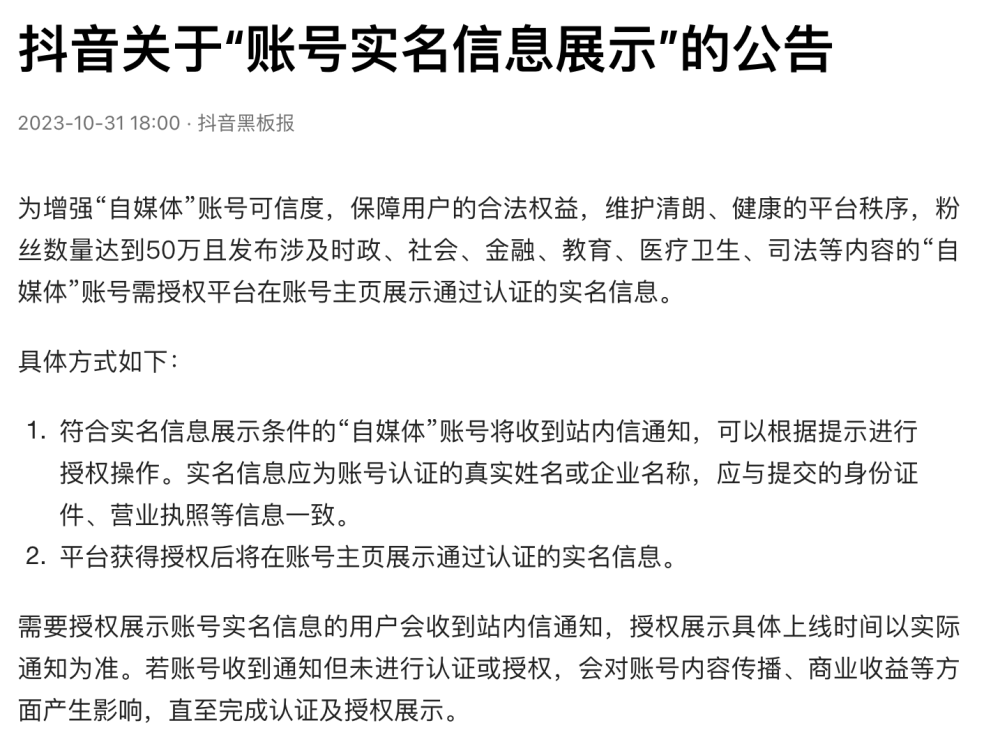 抖音关于“账号实名信息展示”的公告
2023-10-31 18:00 · 抖音黑板报
为增强“自媒体”账号可信度，保障用户的合法权益，维护清朗、健康的平台秩序，粉
丝数量达到50万且发布涉及时政、社会、金融、教育、医疗卫生、司法等内容的“自
媒体”账号需授权平台在账号主页展示通过认证的实名信息。
具体方式如下：
1. 符合实名信息展示条件的“自媒体”账号将收到站内信通知，可以根据提示进行
授权操作。实名信息应为账号认证的真实姓名或企业名称，应与提交的身份证
件、营业执照等信息一致。
2. 平台获得授权后将在账号主页展示通过认证的实名信息。
需要授权展示账号实名信息的用户会收到站内信通知，授权展示具体上线时间以实际
通知为准。若账号收到通知但未进行认证或授权，会对账号内容传播、商业收益等方
面产生影响，直至完成认证及授权展示。